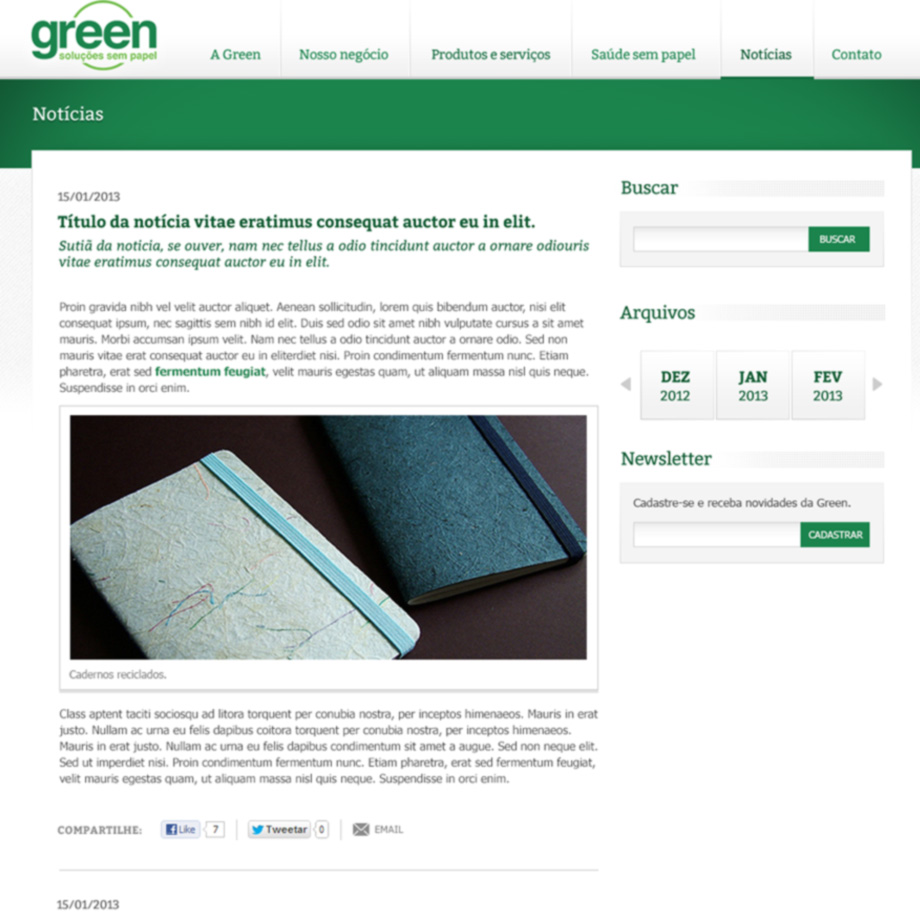 green
soluções sem papel
A Green
Nosso negócio
Produtos e serviços
Saúde sem papel
Notícias
Contato
Notícias
15/01/2013
Título da notícia vitae eratimus consequat auctor eu in elit.
Sutiã da notícia, se ouver, nam nec tellus a odio tincidunt auctor a ornare odiouris
vitae eratimus consequat auctor eu in elit.
Proin gravida nibh vel velit auctor aliquet. Aenean sollicitudin, lorem quis bibendum auctor, nisi elit
consequat ipsum, nec sagittis sem nibh id elit. Duis sed odio sit amet nibh vulputate cursus a sit amet
mauris. Morbi accumsan ipsum velit. Nam nec tellus a odio tincidunt auctor a ornare odio. Sed non
mauris vitae erat consequat auctor eu in eliterdiet nisi. Proin condimentum fermentum nunc. Etiam
pharetra, erat sed fermentum feugiat, velit mauris egestas quam, ut aliquam massa nisl quis neque.
Suspendisse in orci enim.
Cadernos reciclados.
Class aptent taciti sociosqu ad litora torquent per conubia nostra, per inceptos himenaeos. Mauris in erat
justo. Nullam ac urna eu felis dapibus coitora torquent per conubia nostra, per inceptos himenaeos.
Mauris in erat justo. Nullam ac urna eu felis dapibus condimentum sit amet a augue. Sed non neque elit.
Sed ut imperdiet nisi. Proin condimentum fermentum nunc. Etiam pharetra, erat sed fermentum feugiat,
velit mauris egestas quam, ut aliquam massa nisl quis neque. Suspendisse in orci enim.
COMPARTILHE:
Like
7
Tweetar
0
EMAIL
15/01/2013
Buscar
BUSCAR
Arquivos
DEZ
2012
JAN
2013
FEV
2013
Newsletter
Cadastre-se e receba novidades da Green.
CADASTRAR